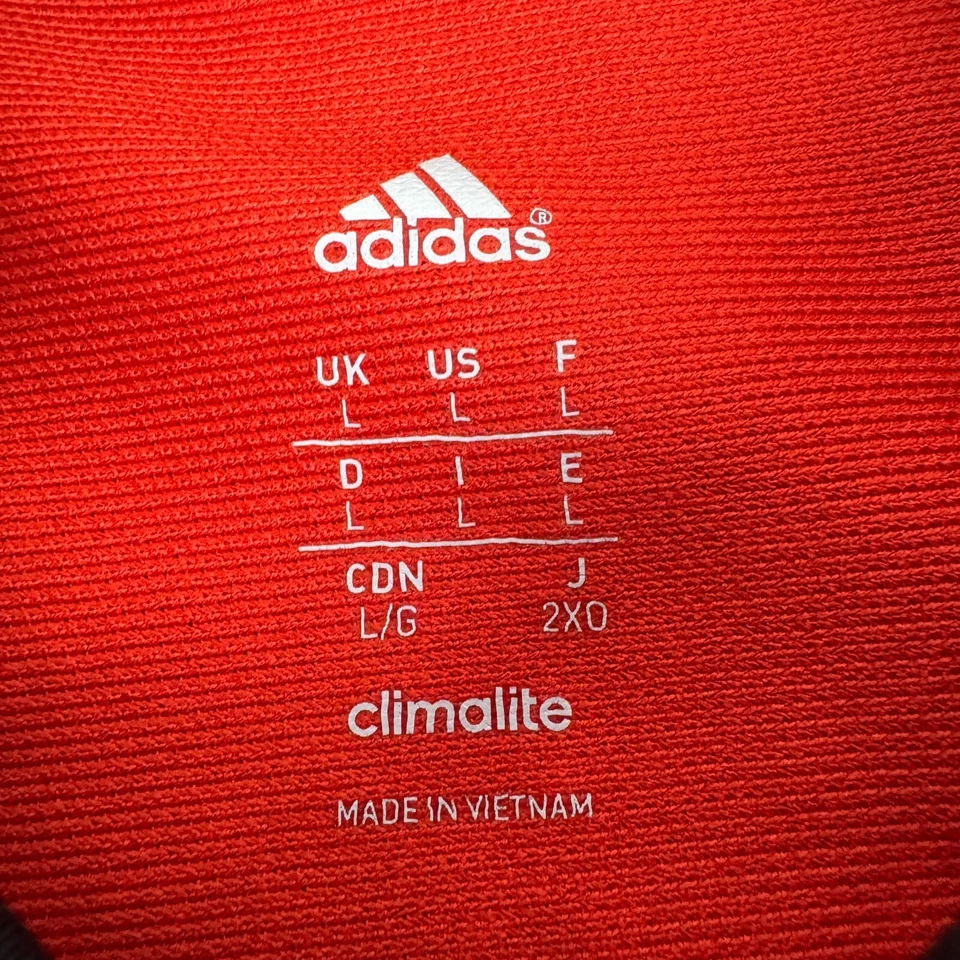 adidas®
UK US F
L L L
D I E
L L L
CDN J
L/G 2XO
climalite
MADE IN VIETNAM